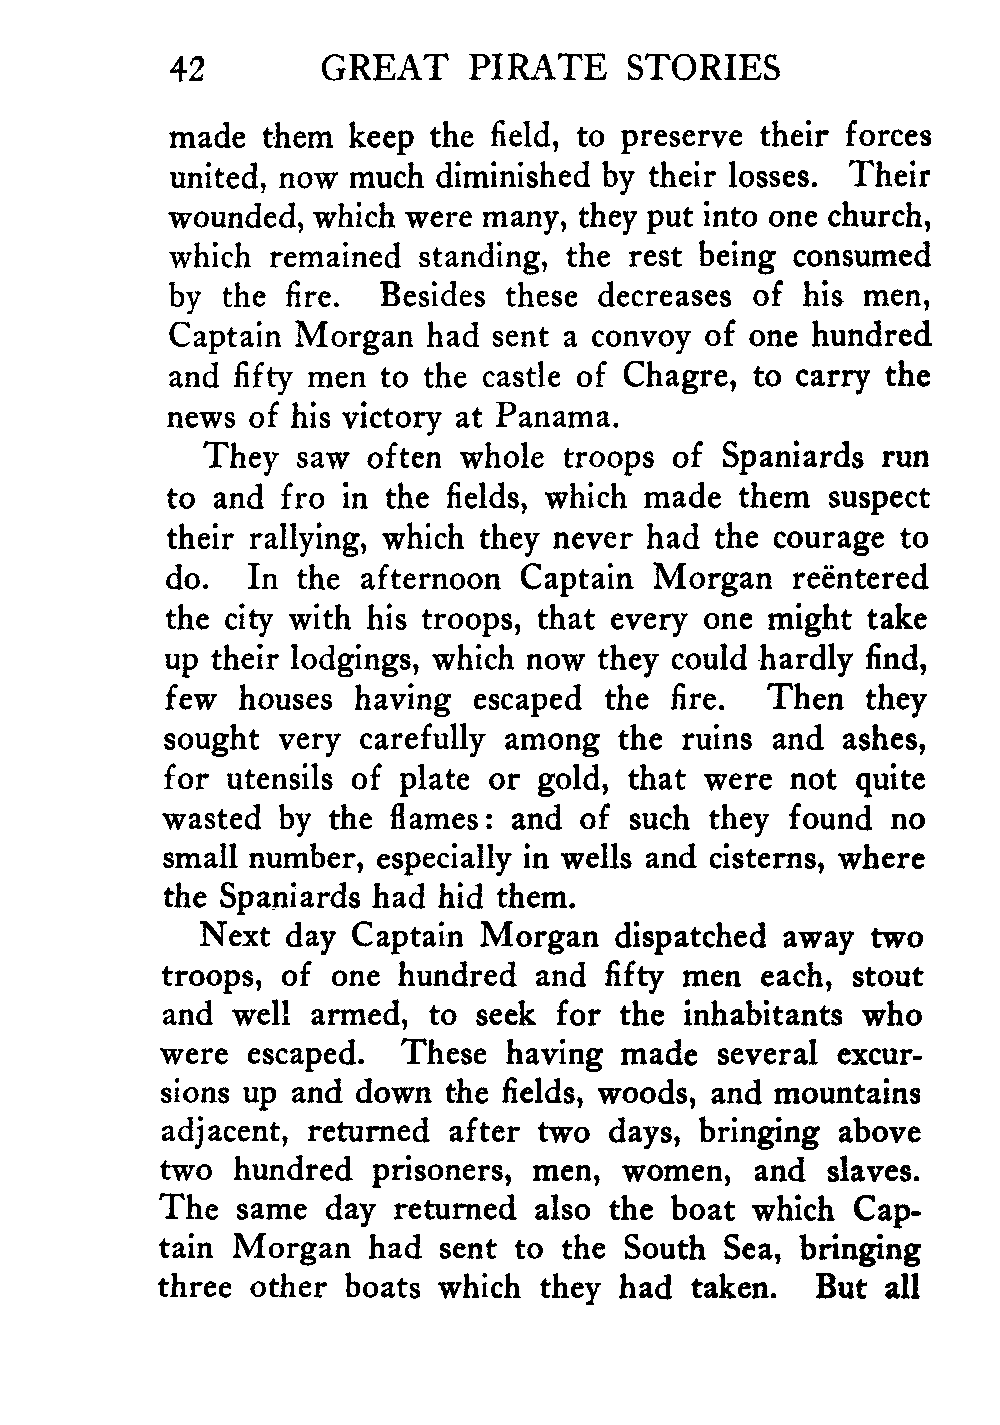 42 GREAT PIRATE STORIES
made them keep the field, to preserve their forces
united, now much diminished by their losses. Their
wounded, which were many, they put into one church,
which remained standing, the rest being consumed
by the fire. Besides these decreases of his men,
Captain Morgan had sent a convoy of one hundred
and fifty men to the castle of Chagre, to carry the
news of his victory at Panama.
They saw often whole troops of Spaniards run
to and fro in the fields, which made them suspect
their rallying, which they never had the courage to
do. In the afternoon Captain Morgan reëntered
the city with his troops, that every one might take
up their lodgings, which now they could hardly find,
few houses having escaped the fire. Then they
sought very carefully among the ruins and ashes,
for utensils of plate or gold, that were not quite
wasted by the flames: and of such they found no
small number, especially in wells and cisterns, where
the Spaniards had hid them.
Next day Captain Morgan dispatched away two
troops, of one hundred and fifty men each, stout
and well armed, to seek for the inhabitants who
were escaped. These having made several excur-
sions up and down the fields, woods, and mountains
adjacent, returned after two days, bringing above
two hundred prisoners, men, women, and slaves.
The same day returned also the boat which Cap-
tain Morgan had sent to the South Sea, bringing
three other boats which they had taken. But all